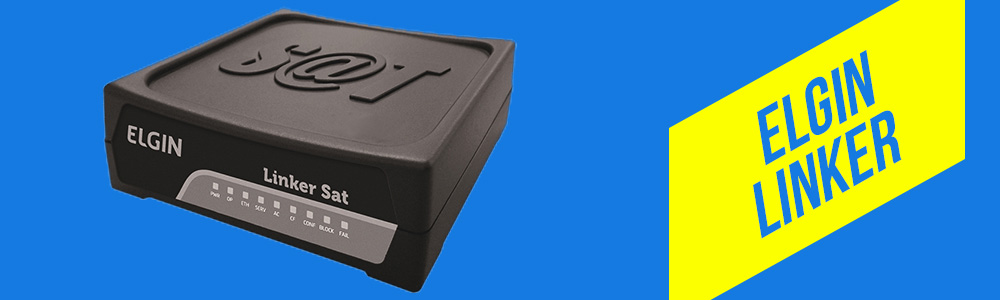 S@T
ELGIN
Linker Sat
PWR OP ETH SERV AC CF CONF BLOCK FAIL
ELGIN
LINKER